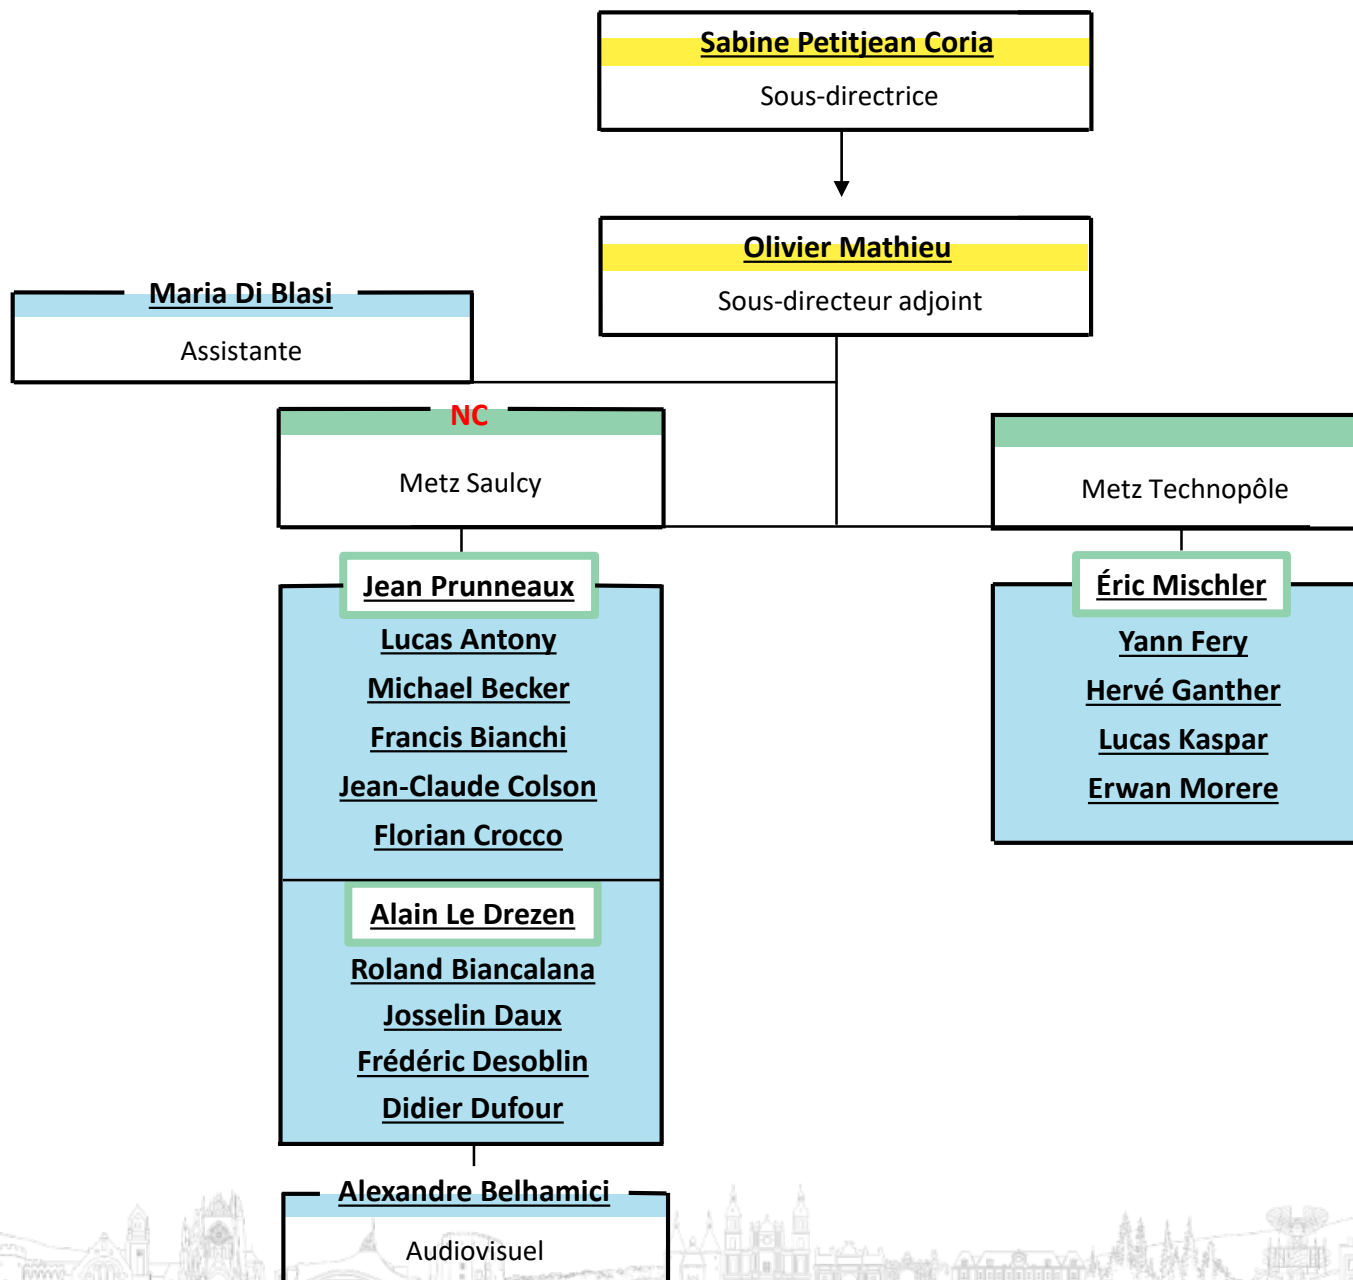 Sabine Petitjean Coria
Sous-directrice
Olivier Mathieu
Sous-directeur adjoint
Maria Di Blasi
Assistante
NC
Metz Saulcy
Jean Prunneaux
Lucas Antony
Michael Becker
Francis Bianchi
Jean-Claude Colson
Florian Crocco
Alain Le Drezen
Roland Biancalana
Josselin Daux
Frédéric Desoblin
Didier Dufour
Alexandre Belhamici
Audiovisuel
Metz Technopôle
Éric Mischler
Yann Fery
Hervé Ganther
Lucas Kaspar
Erwan Morere